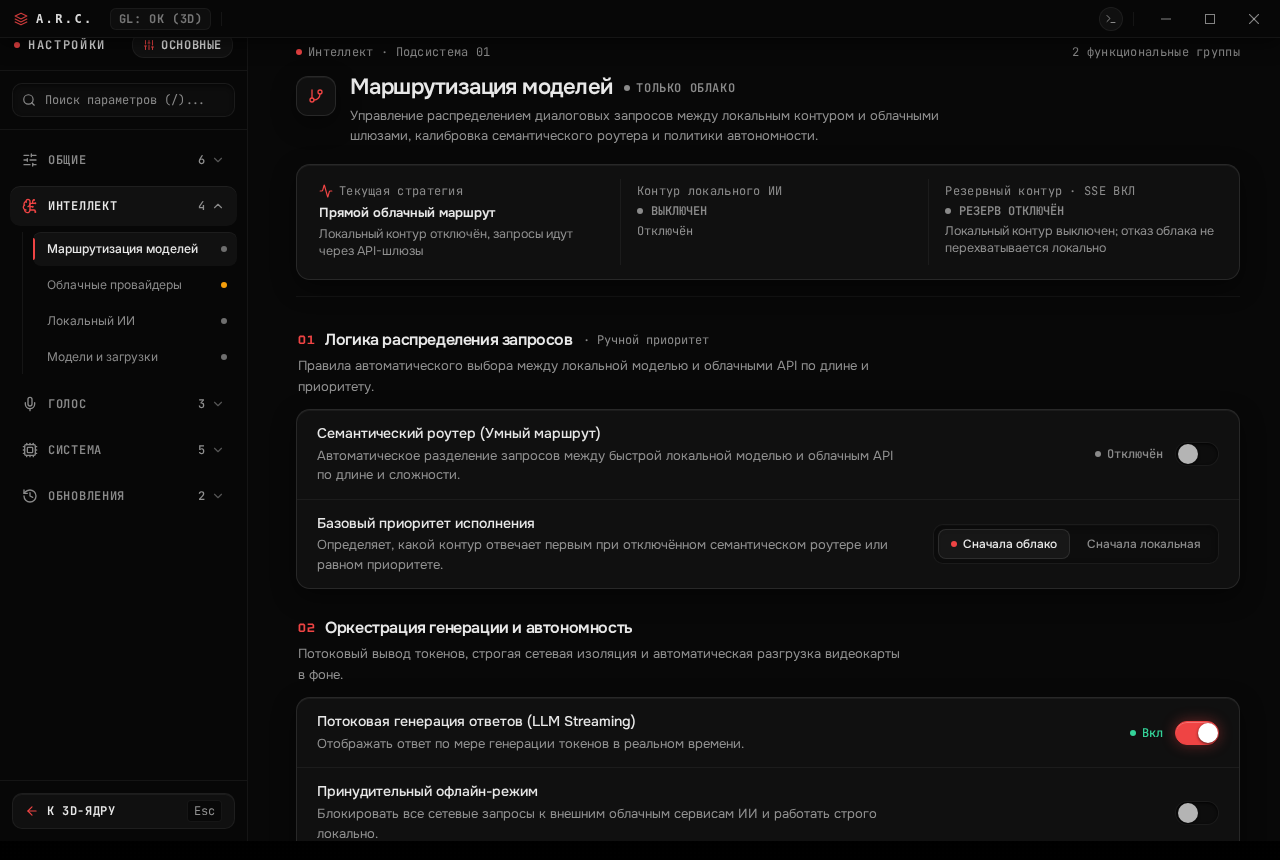 A.R.C.
GL: OK (3D)
НАСТРОЙКИ
ОСНОВНЫЕ
Поиск параметров (/)...
ОБЩИЕ 6
ИНТЕЛЛЕКТ 4
Маршрутизация моделей
Облачные провайдеры
Локальный ИИ
Модели и загрузки
ГОЛОС 3
СИСТЕМА 5
ОБНОВЛЕНИЯ 2
К 3D-ЯДРУ Esc
Интеллект · Подсистема 01
2 функциональные группы
Маршрутизация моделей ТОЛЬКО ОБЛАКО
Управление распределением диалоговых запросов между локальным контуром и облачными
шлюзами, калибровка семантического роутера и политики автономности.
Текущая стратегия
Прямой облачный маршрут
Локальный контур отключён, запросы идут
через API-шлюзы
Контур локального ИИ
ВЫКЛЮЧЕН
Отключён
Резервный контур · SSE ВКЛ
РЕЗЕРВ ОТКЛЮЧЁН
Локальный контур выключен; отказ облака не
перехватывается локально
01 Логика распределения запросов · Ручной приоритет
Правила автоматического выбора между локальной моделью и облачными API по длине и
приоритету.
Семантический роутер (Умный маршрут)
Автоматическое разделение запросов между быстрой локальной моделью и облачным API
по длине и сложности.
Отключён
Базовый приоритет исполнения
Определяет, какой контур отвечает первым при отключённом семантическом роутере или
равном приоритете.
Сначала облако
Сначала локальная
02 Оркестрация генерации и автономность
Потоковый вывод токенов, строгая сетевая изоляция и автоматическая разгрузка видеокарты
в фоне.
Потоковая генерация ответов (LLM Streaming)
Отображать ответ по мере генерации токенов в реальном времени.
Вкл
Принудительный офлайн-режим
Блокировать все сетевые запросы к внешним облачным сервисам ИИ и работать строго
локально.